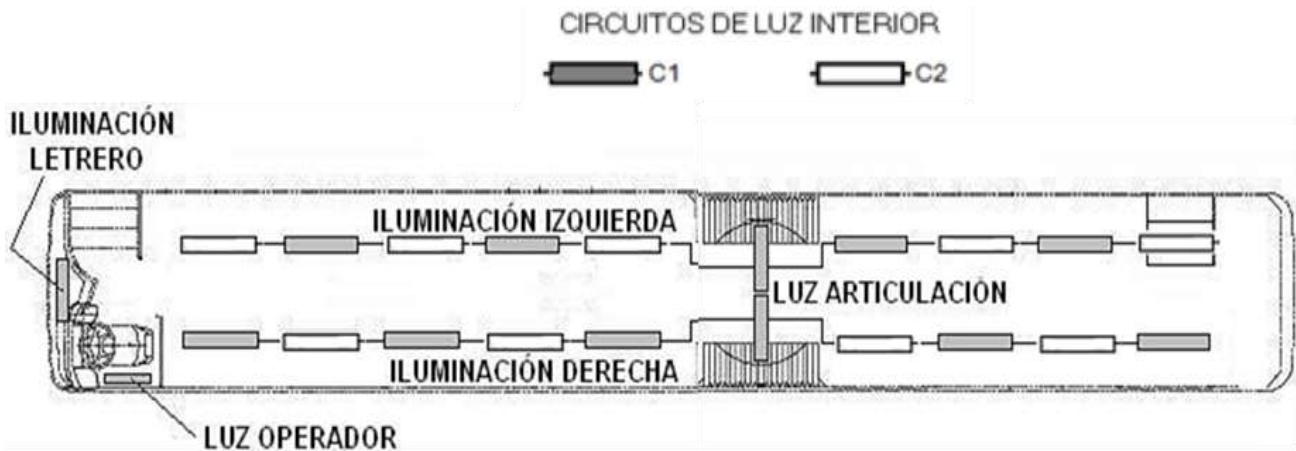 CIRCUITOS DE LUZ INTERIOR
C1
C2
ILUMINACIÓN
LETRERO
ILUMINACIÓN IZQUIERDA
LUZ ARTICULACIÓN
ILUMINACIÓN DERECHA
LUZ OPERADOR